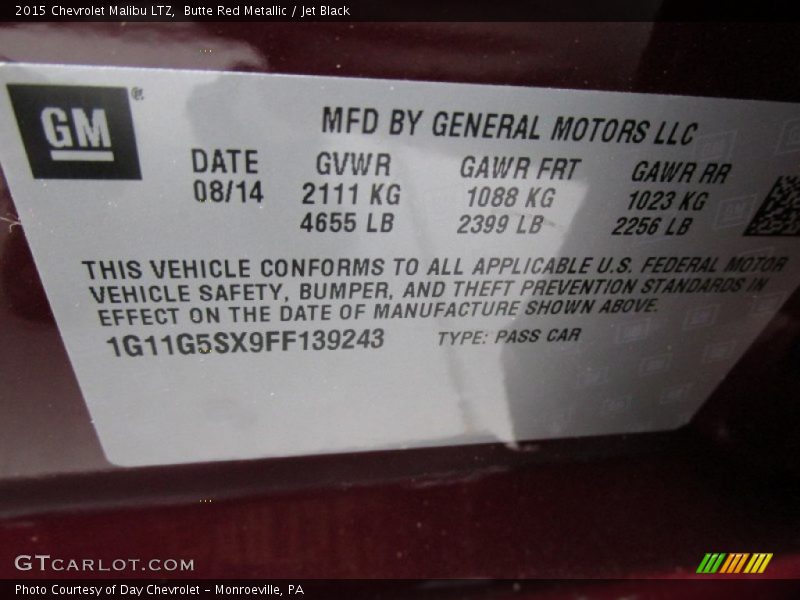 2015 Chevrolet Malibu LTZ,  Butte Red Metallic / Jet Black
GM®
MFD BY GENERAL MOTORS LLC
DATE GVWR GAWR FRT GAWR RR
08/14 2111 KG 1088 KG 1023 KG
4655 LB 2399 LB 2256 LB
THIS VEHICLE CONFORMS TO ALL APPLICABLE U.S. FEDERAL MOTOR
VEHICLE SAFETY, BUMPER, AND THEFT PREVENTION STANDARDS IN
EFFECT ON THE DATE OF MANUFACTURE SHOWN ABOVE.
1G11G5SX9FF139243 TYPE: PASS CAR
GTCARLOT.COM
Photo Courtesy of Day Chevrolet - Monroeville, PA